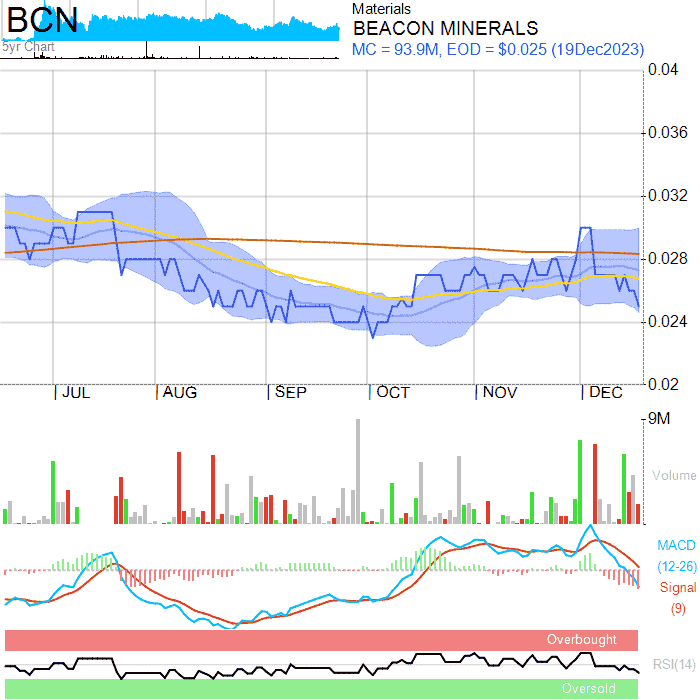 BCN
5yr Chart
Materials
BEACON MINERALS
MC = 93.9M, EOD = $0.025 (19Dec2023)
0.04
0.036
0.032
0.028
0.024
0.02
JUL AUG SEP OCT NOV DEC
9M
Volume
MACD
(12-26)
Signal
(9)
Overbought
RSI(14)
Oversold